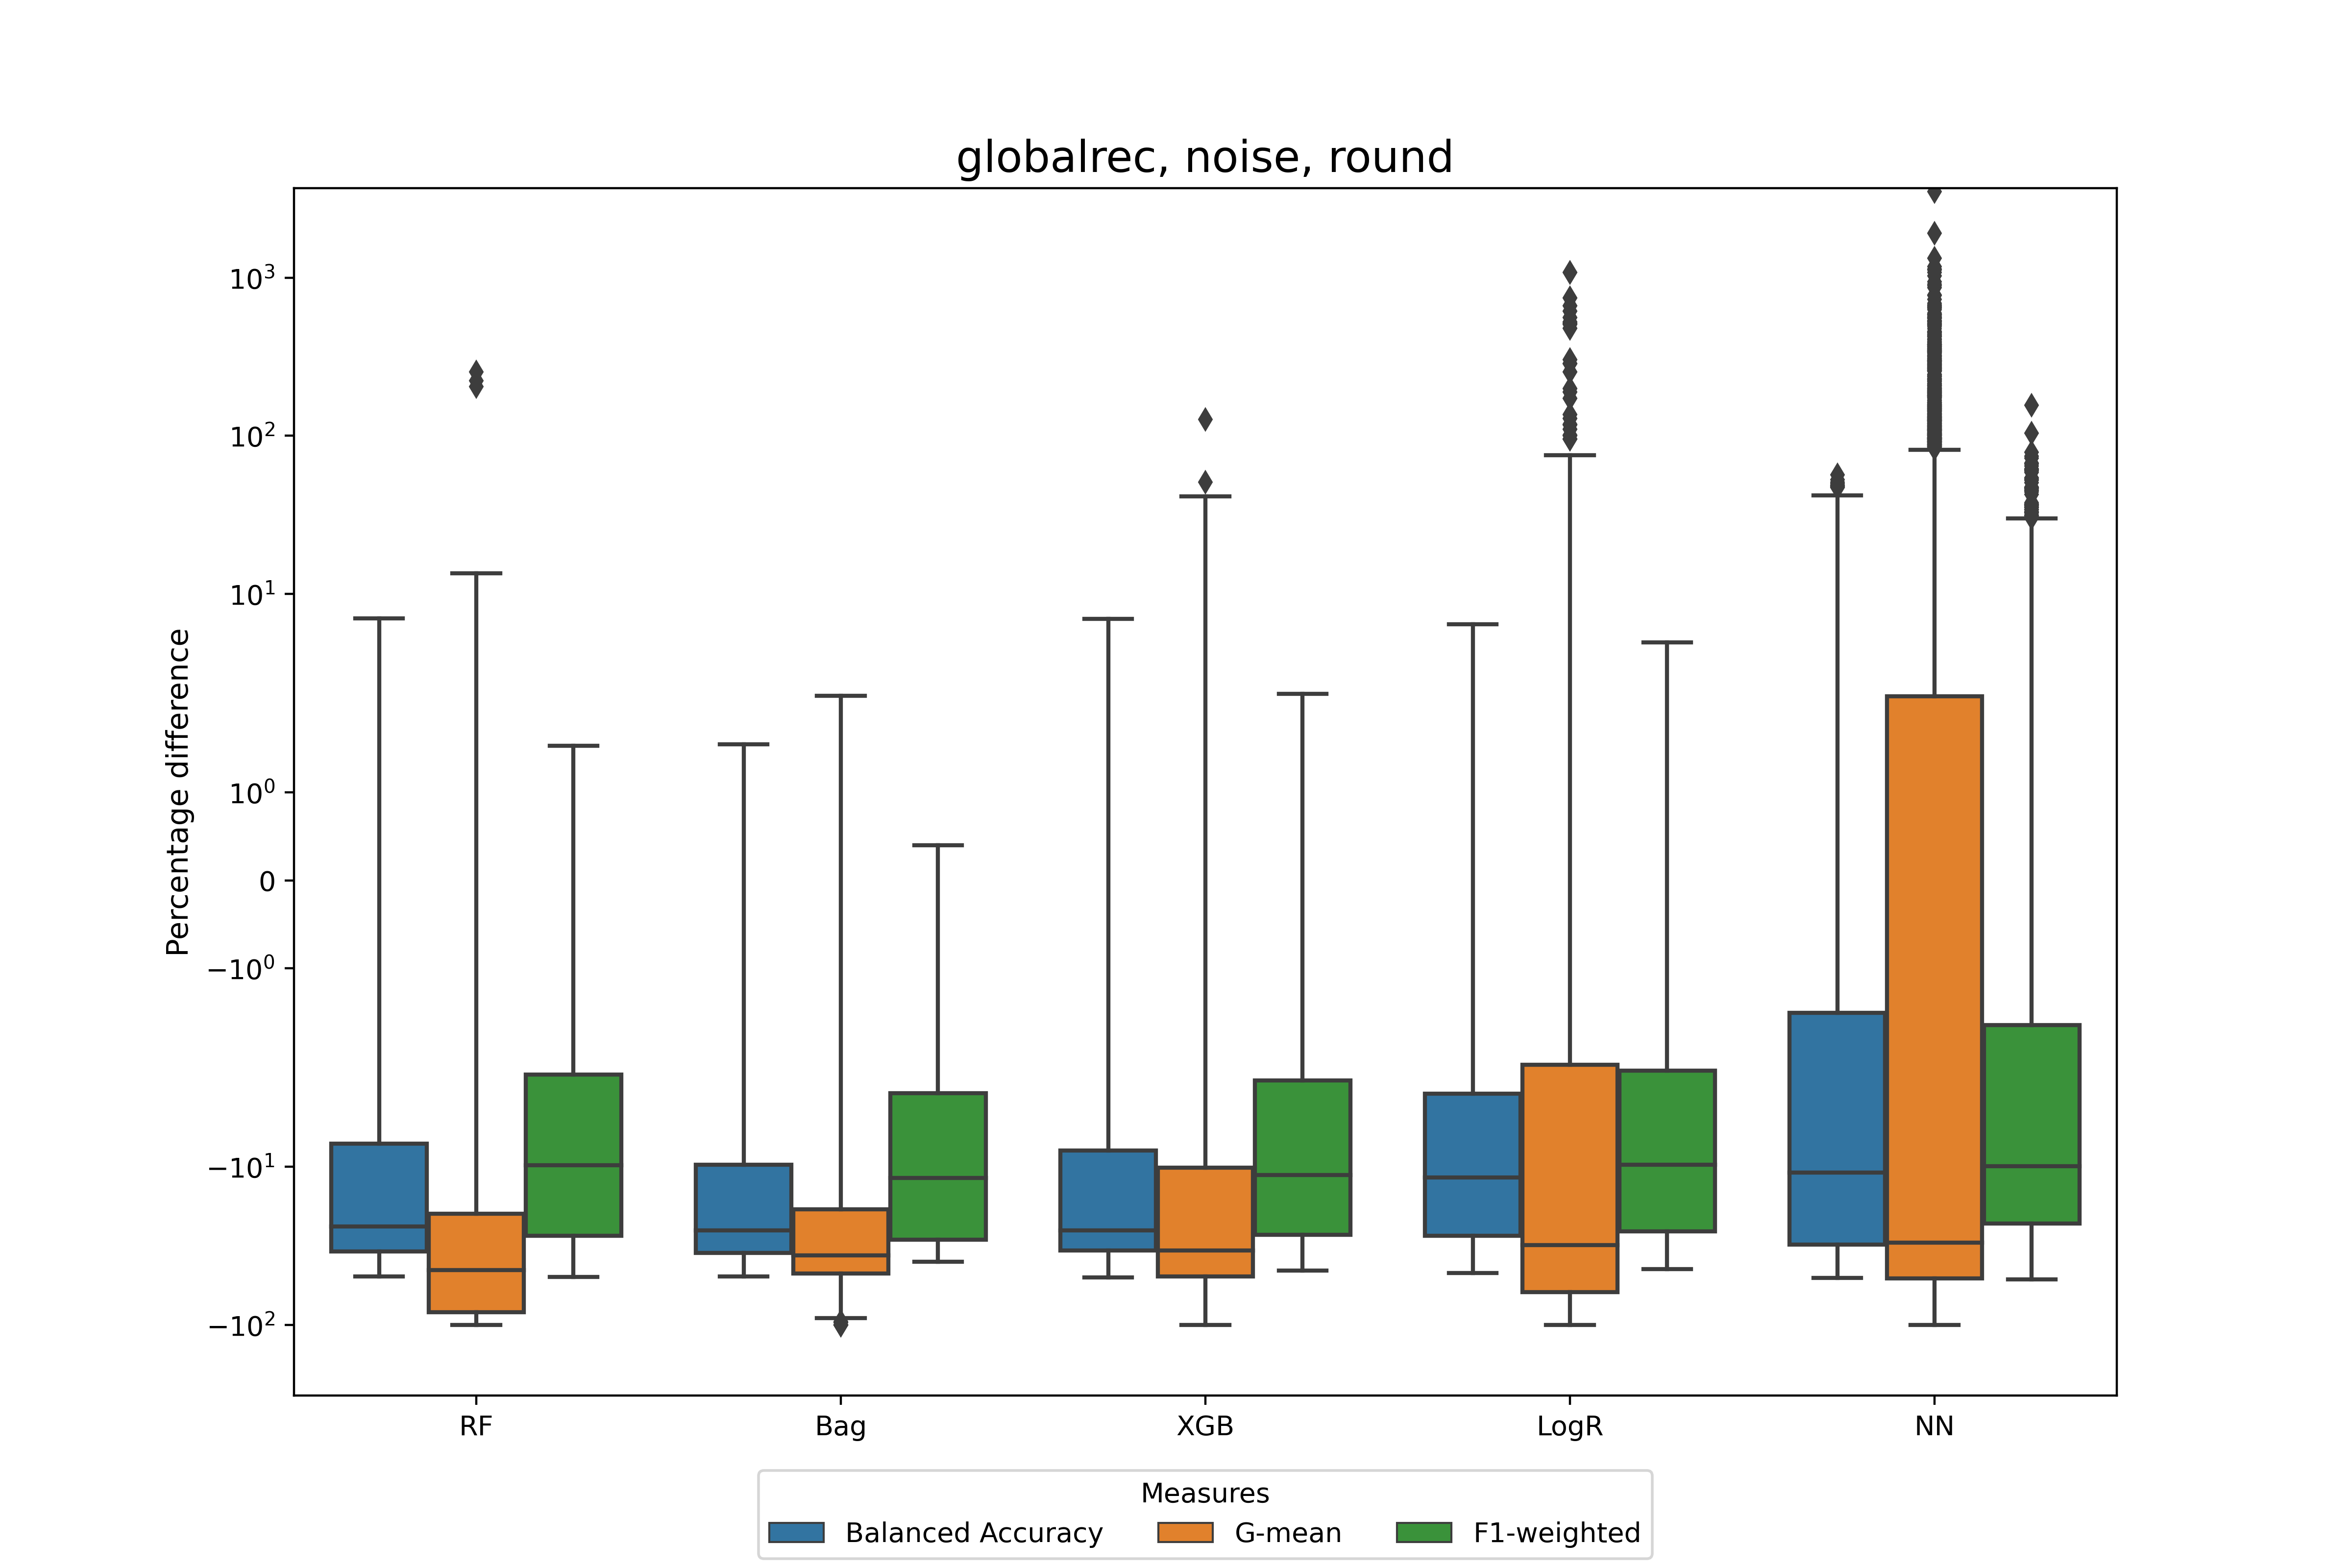 globalrec, noise, round
Percentage difference
10³
10²
10¹
10⁰
0
−10⁰
−10¹
−10²
RF Bag XGB LogR NN
Measures
Balanced Accuracy G-mean F1-weighted